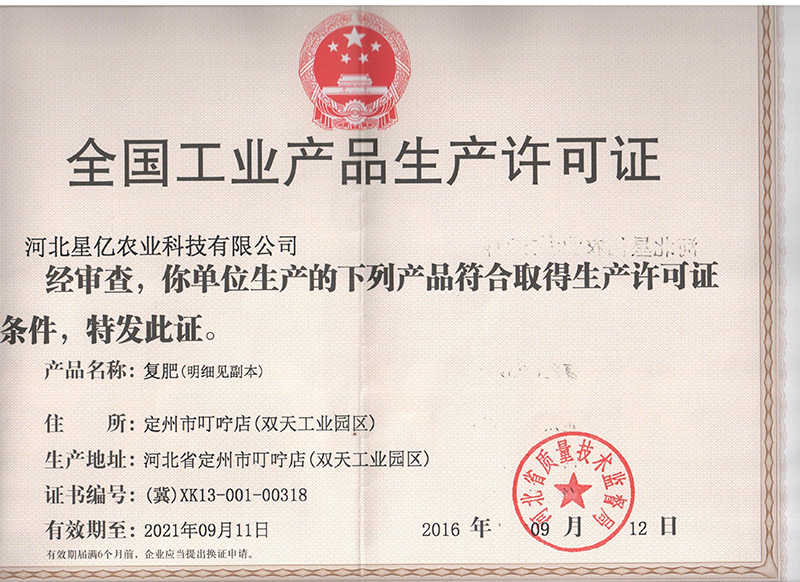 全国工业产品生产许可证
河北星亿农业科技有限公司
经审查，你单位生产的下列产品符合取得生产许可证
条件，特发此证。
产品名称：复肥(明细见副本)
住 所：定州市叮咛店(双天工业园区)
生产地址：河北省定州市叮咛店(双天工业园区)
证书编号：(冀)XK13-001-00318
有效期至：2021年09月11日
2016 年 09 月 12 日
河北省质量技术监督局
有效期届满6个月前，企业应当提出换证申请。